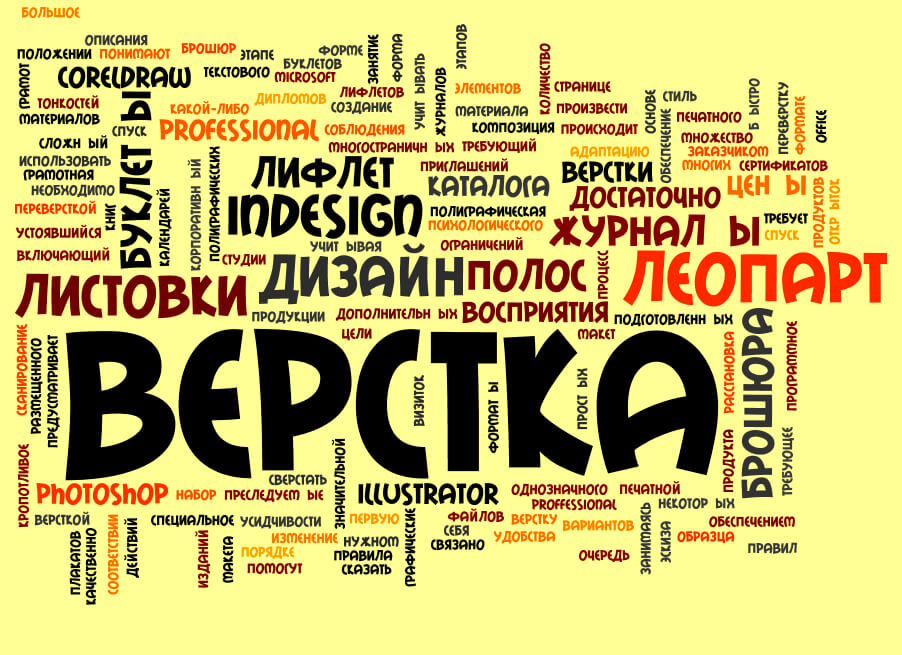 БОЛЬШОЕ
ОПИСАНИЯ
ПОЛОЖЕНИИ
ПОНИМАЮТ
БРОШЮР
ЭТАПЕ
ФОРМЕ
БУКЛЕТОВ
ТЕКСТОВОГО
MICROSOFT
ЗАНЯТИЕ
ФОРМА
УЧИТ ЫВАТЬ
ЖУРНАЛОВ
ЭТАПОВ
ЭЛЕМЕНТОВ
КОЛИЧЕСТВО
СТРАНИЦЕ
ГРАМОТ
CORELDRAW
ТОНКОСТЕЙ
МАТЕРИАЛОВ
БУКЛЕТ Ы
КАКОЙ-ЛИБО
ДИПЛОМОВ
ЛИФЛЕТОВ
СОЗДАНИЕ
МАТЕРИАЛА
ПРОИЗВЕСТИ
ОСНОВЕ
СТИЛЬ
ОБЕСПЕЧЕНИЕ
ПЕЧАТНОГО
Б ЫСТРО
ПЕРЕВЕРСТКУ
ФОРМАТЕ
OFFICE
СПУСК
PROFESSIONAL
СОБЛЮДЕНИЯ
КОМПОЗИЦИЯ
ПРОИСХОДИТ
МНОЖЕСТВО
СЛОЖН ЫЙ
МНОГОСТРАНИЧН ЫХ
ТРЕБУЮЩИЙ
АДАПТАЦИЮ
ЗАКАЗЧИКОМ
ИСПОЛЬЗОВАТЬ
ГРАМОТНАЯ
ЛИФЛЕТ
ПРИГЛАШЕНИЙ
ВЕРСТКИ
МНОГИХ
СЕРТИФИКАТОВ
НЕОБХОДИМО
КАТАЛОГА
ДОСТАТОЧНО
ЦЕН Ы
ПРОДУКТОВ
ОТКР ЫТОК
ПЕРЕВЕРСТКОЙ
КНИГ
КАЛЕНДАРЕЙ
КОРПОРАТИВН ЫЙ
ПОЛИГРАФИЧЕСКИХ
INDESIGN
ПОЛИГРАФИЧЕСКАЯ
ПСИХОЛОГИЧЕСКОГО
ЖУРНАЛ Ы
ТРЕБУЕТ
УСТОЯВШИЙСЯ
СПУСК
УЧИТ ЫВАЯ
ОГРАНИЧЕНИЙ
ВКЛЮЧАЮЩИЙ
СТУДИИ
ДИЗАЙН
ПОЛОС
ПРОЦЕСС
ЛЕОПАРТ
ЛИСТОВКИ
ПРОДУКЦИИ
ДОПОЛНИТЕЛЬН ЫХ
ВОСПРИЯТИЯ
ПОДГОТОВЛЕНН ЫХ
ЦЕЛИ
МАКЕТ
СКАНИРОВАНИЕ
РАЗМЕЩЕННОГО
ПРЕДУСМАТРИВАЕТ
ВЕРСТКА
ВИЗИТОК
ФОРМАТ Ы
ПРОСТ ЫХ
РАССТАНОВКА
БРОШЮРА
ПРОГРАММНОЕ
КРОПОТЛИВОЕ
ЗНАЧИТЕЛЬНОЙ
ПРОДУКТА
ТРЕБУЮЩЕЕ
СВЕРСТАТЬ
PHOTOSHOP
НАБОР
ПРЕСЛЕДУЕМ ЫЕ
ILLUSTRATOR
ОДНОЗНАЧНОГО
ПЕЧАТНОЙ
PROFFESSIONAL
НЕКОТОР ЫХ
ВЕРСТКОЙ
СПЕЦИАЛЬНОЕ
УСИДЧИВОСТИ
ПЕРВУЮ
ФАЙЛОВ
ВЕРСТКУ
ВАРИАНТОВ
ОБЕСПЕЧЕНИЕМ
ПЛАКАТОВ
КАЧЕСТВЕННО
СООТВЕТСТВИИ
ДЕЙСТВИЙ
ИЗДАНИЙ
МАКЕТА
ИЗМЕНЕНИЕ
НУЖНОМ
ГРАФИЧЕСКИЕ
СЕБЯ
СВЯЗАНО
УДОБСТВА
ЗАНИМАЯСЬ
ЭСКИЗА
ОБРАЗЦА
ПОРЯДКЕ
ПРАВИЛА
ОЧЕРЕДЬ
ПРАВИЛ
ПОМОГУТ
СКАЗАТЬ